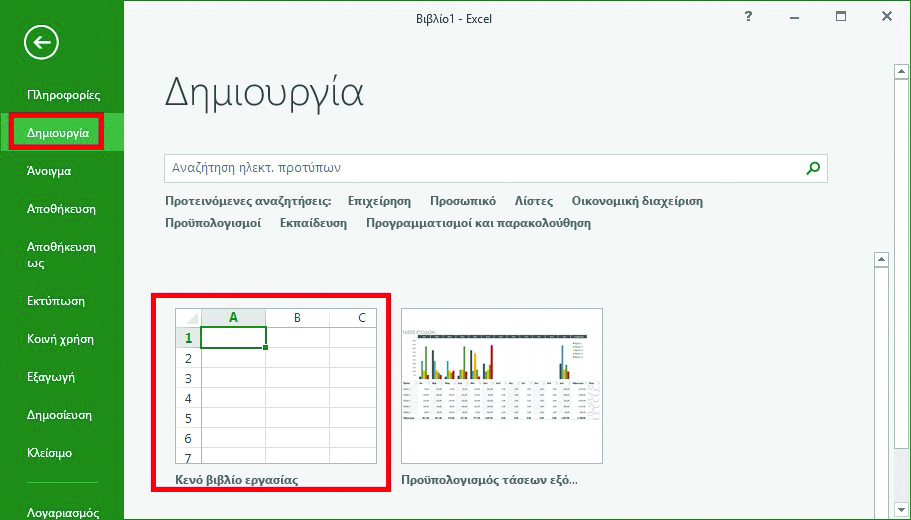 Βιβλίο1 - Excel
?
Πληροφορίες
Δημιουργία
Άνοιγμα
Αποθήκευση
Αποθήκευση
ως
Εκτύπωση
Κοινή χρήση
Εξαγωγή
Δημοσίευση
Κλείσιμο
Λογαριασμός
Δημιουργία
Αναζήτηση ηλεκτ. προτύπων
Προτεινόμενες αναζητήσεις: Επιχείρηση Προσωπικό Λίστες Οικονομική διαχείριση
Προϋπολογισμοί Εκπαίδευση Προγραμματισμοί και παρακολούθηση
A B C
1
2
3
4
5
6
7
Κενό βιβλίο εργασίας
Προϋπολογισμός τάσεων εξό...